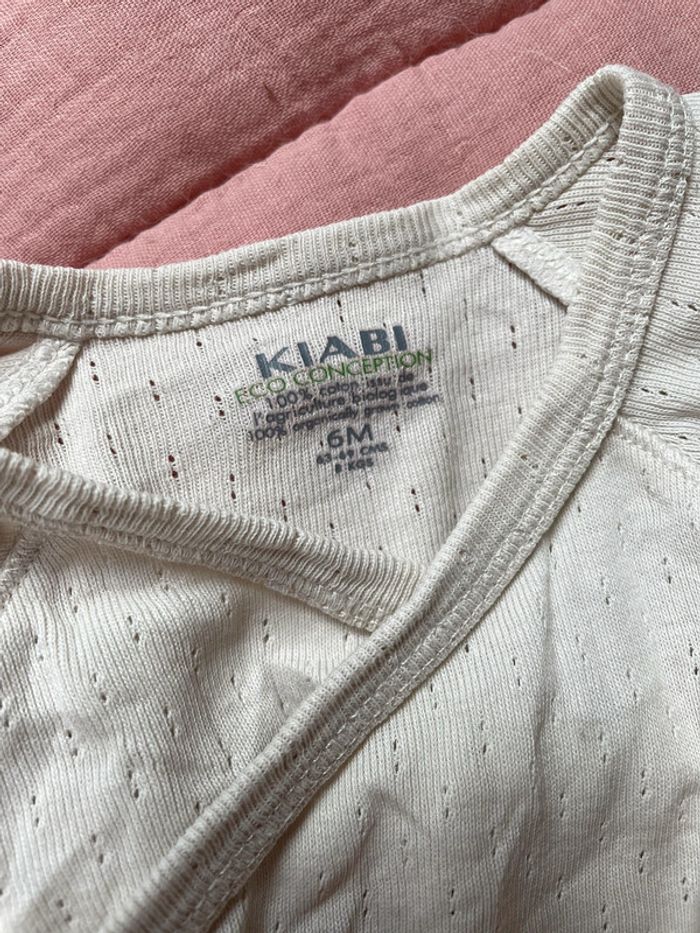 KIABI
ECO CONCEPTION
100% coton issu de
l'agriculture biologique
100% organically grown cotton
6M
8 KGS